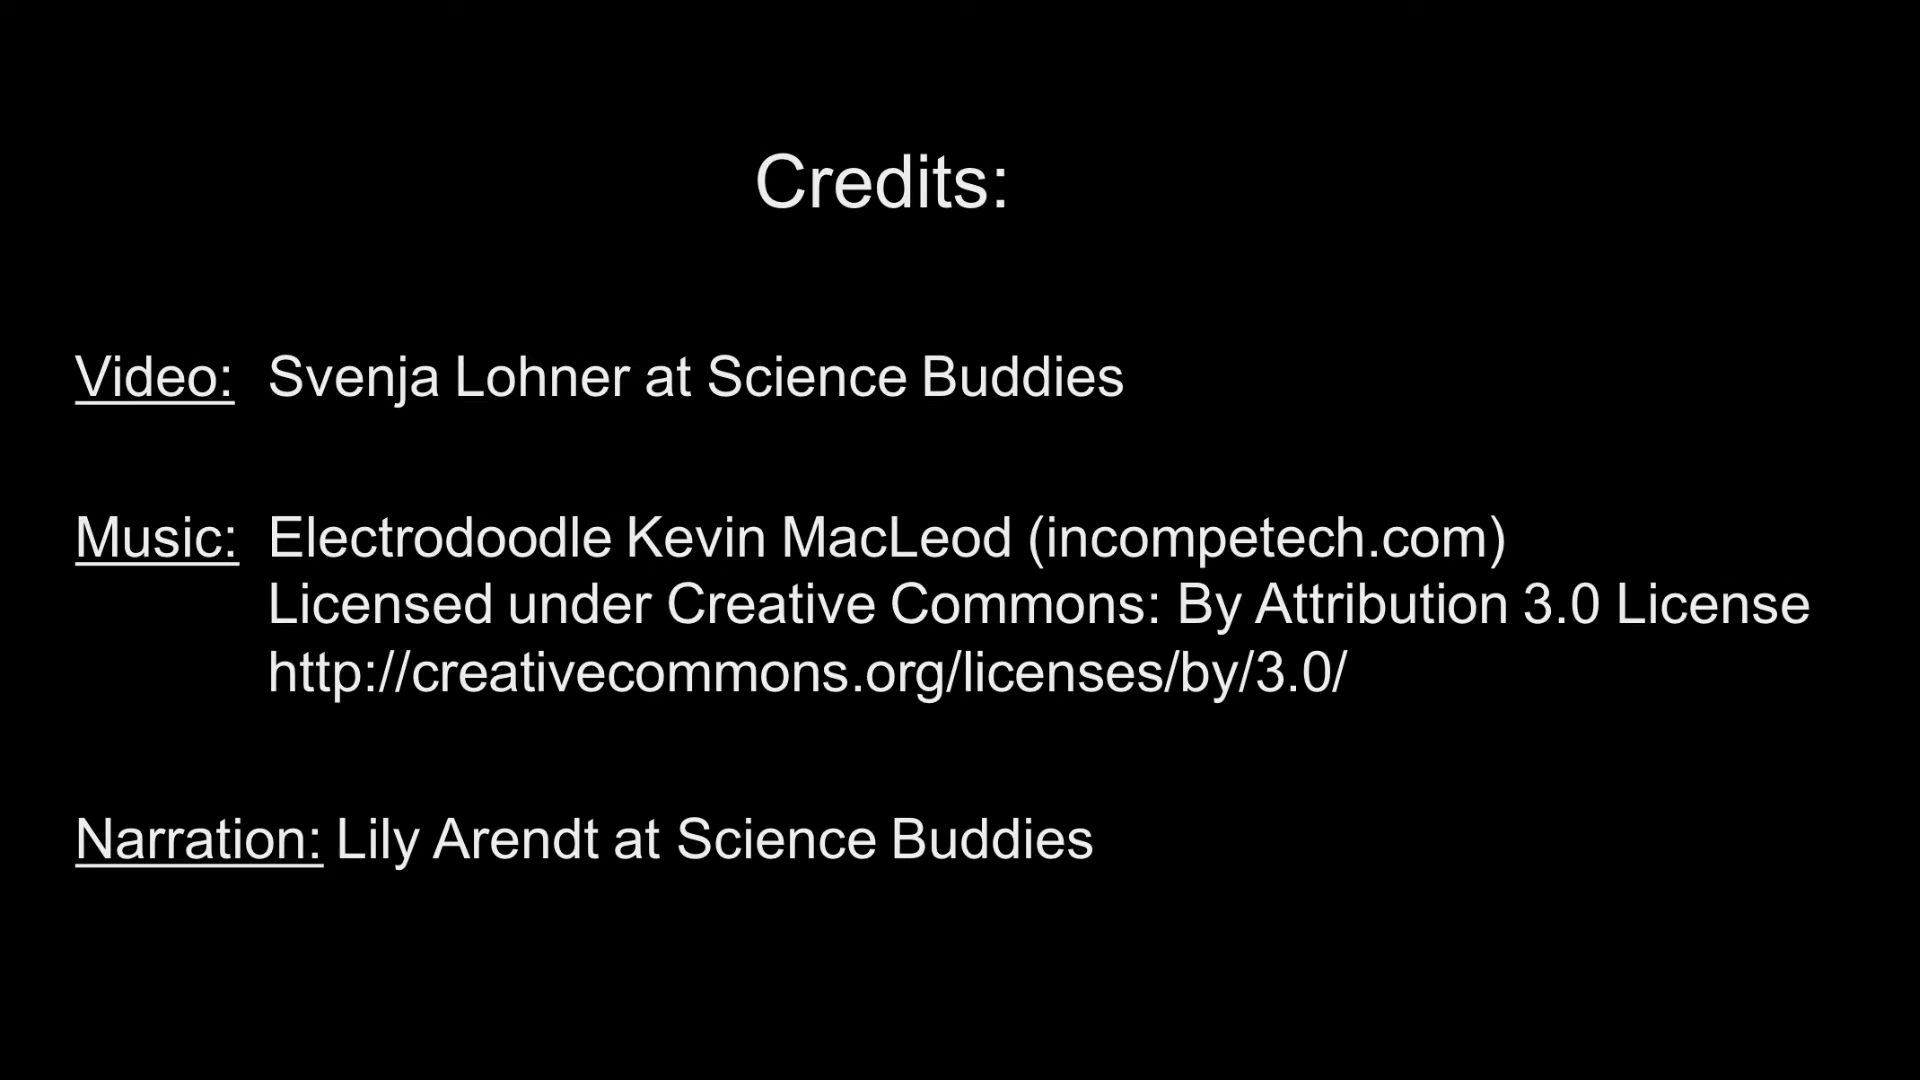 Credits:
Video: Svenja Lohner at Science Buddies
Music: Electrodoodle Kevin MacLeod (incompetech.com)
Licensed under Creative Commons: By Attribution 3.0 License
http://creativecommons.org/licenses/by/3.0/
Narration: Lily Arendt at Science Buddies